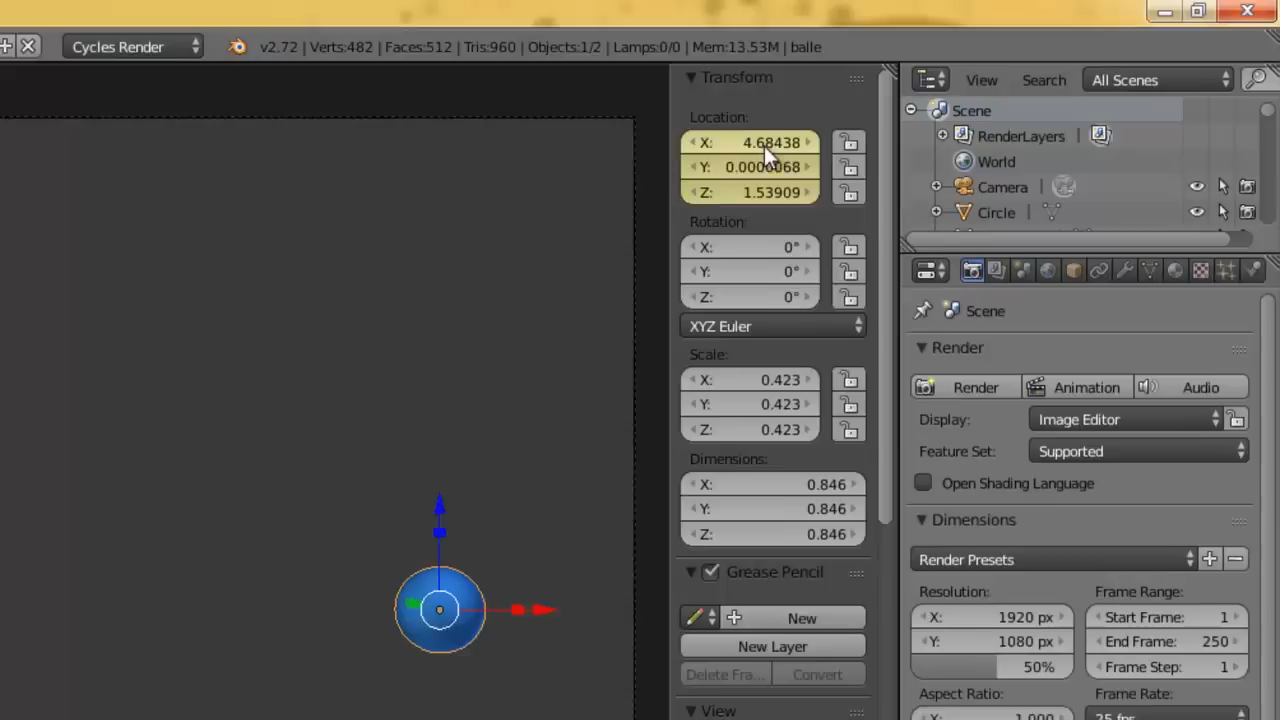 Cycles Render
v2.72 | Verts:482 | Faces:512 | Tris:960 | Objects:1/2 | Lamps:0/0 | Mem:13.53M | balle
Transform
Location:
X: 4.68438
Y:
Z: 1.53909
Rotation:
X: 0°
Y: 0°
Z: 0°
XYZ Euler
Scale:
X: 0.423
Y: 0.423
Z: 0.423
Dimensions:
X: 0.846
Y: 0.846
Z: 0.846
Grease Pencil
New
New Layer
Delete Fra... Convert
View
View Search All Scenes
Scene
RenderLayers |
World
Camera |
Circle |
Scene
Render
Render Animation Audio
Display: Image Editor
Feature Set: Supported
Open Shading Language
Dimensions
Render Presets
Resolution: Frame Range:
X: 1920 px Start Frame: 1
Y: 1080 px End Frame: 250
50% Frame Step: 1
Aspect Ratio: Frame Rate:
X: 1.000 25 fps